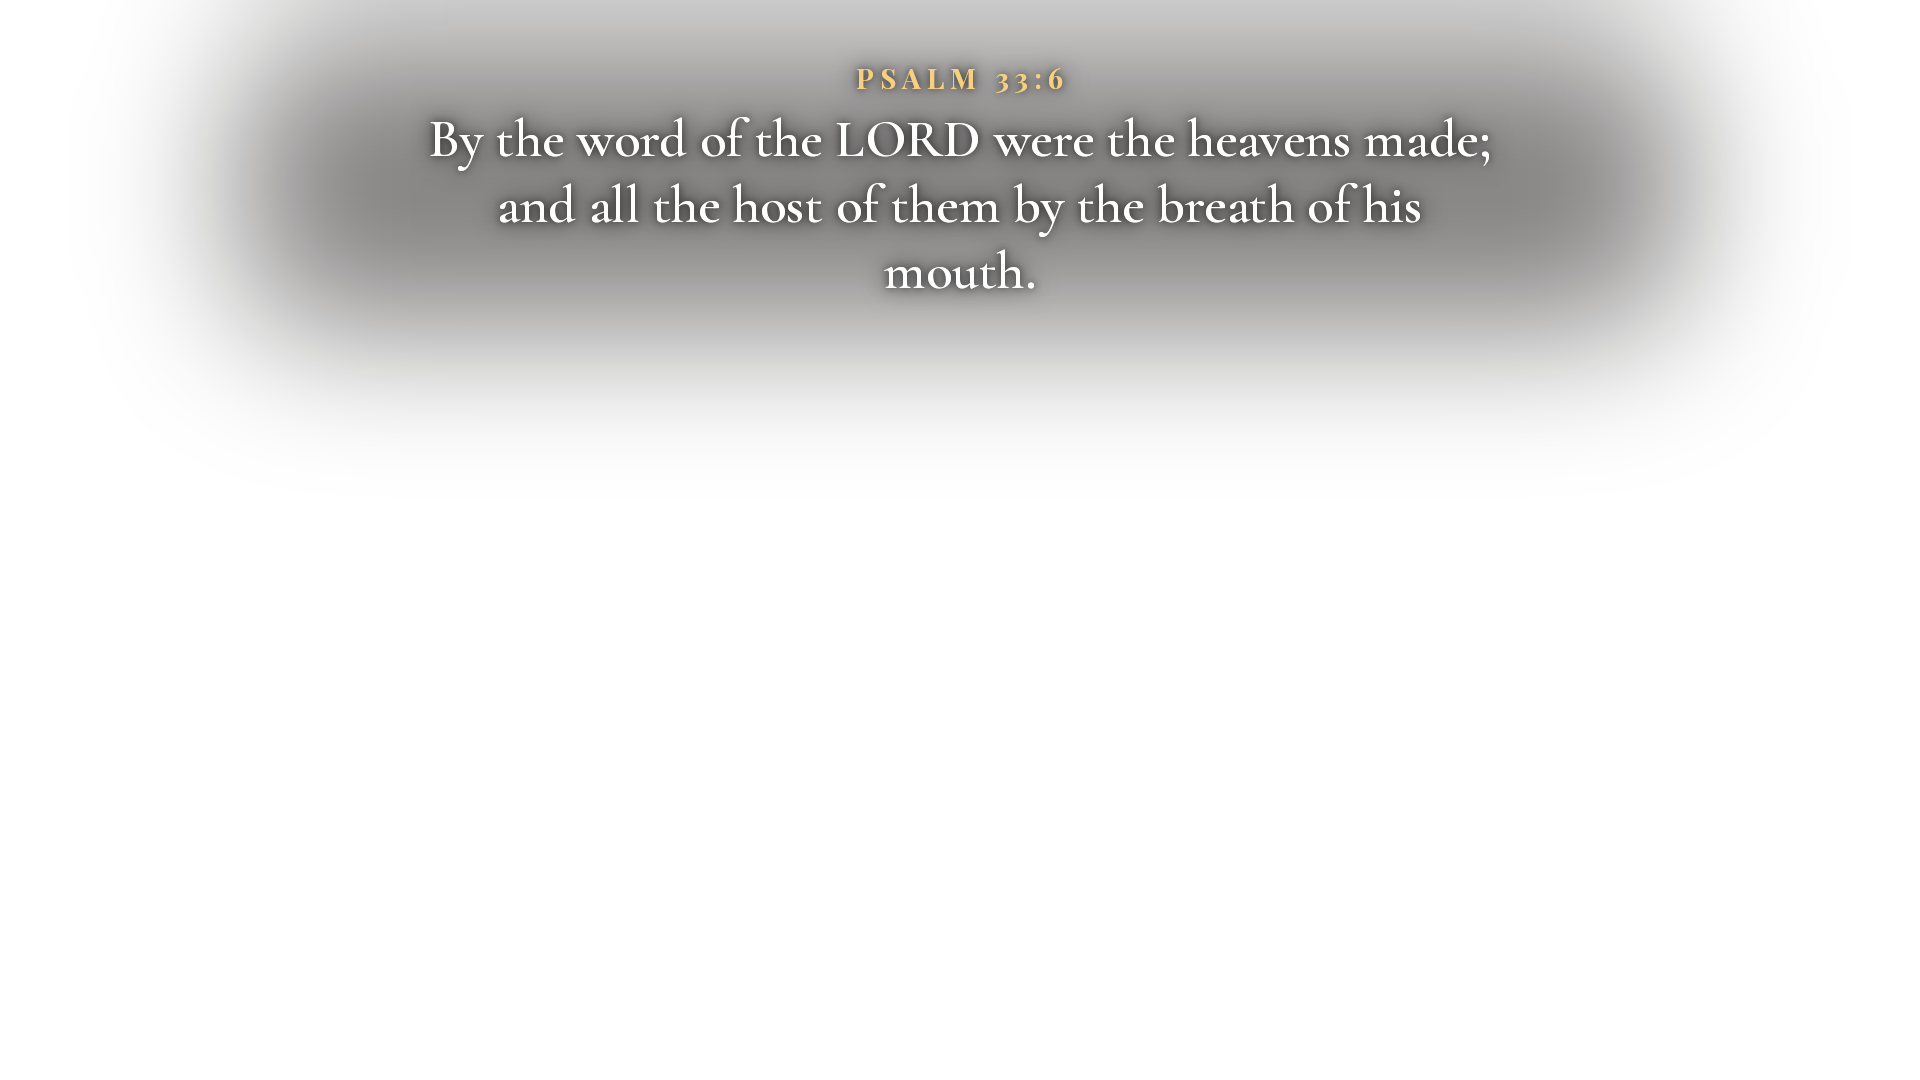 PSALM 33:6
By the word of the LORD were the heavens made;
and all the host of them by the breath of his
mouth.